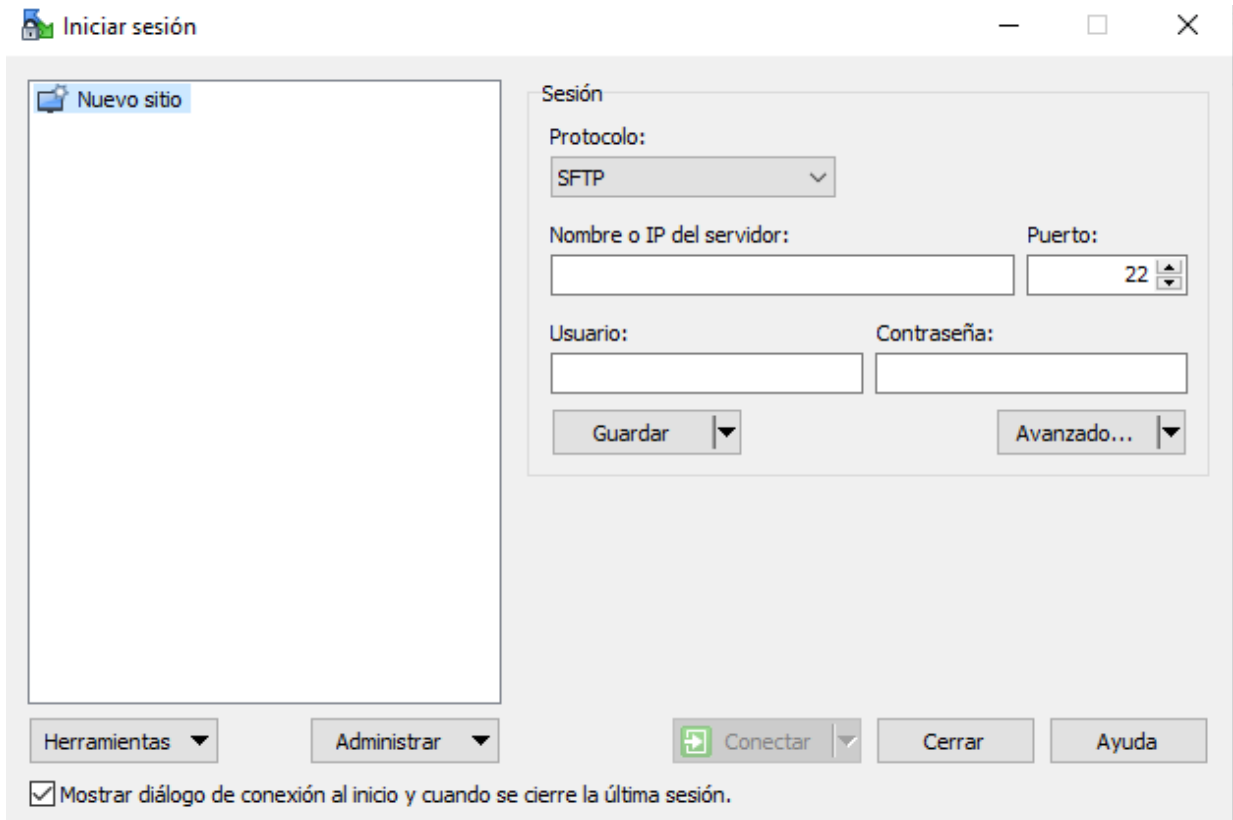 Iniciar sesión
Nuevo sitio
Sesión
Protocolo:
SFTP
Nombre o IP del servidor:
Puerto:
22
Usuario:
Contraseña:
Guardar
Avanzado...
Herramientas
Administrar
Conectar
Cerrar
Ayuda
Mostrar diálogo de conexión al inicio y cuando se cierre la última sesión.